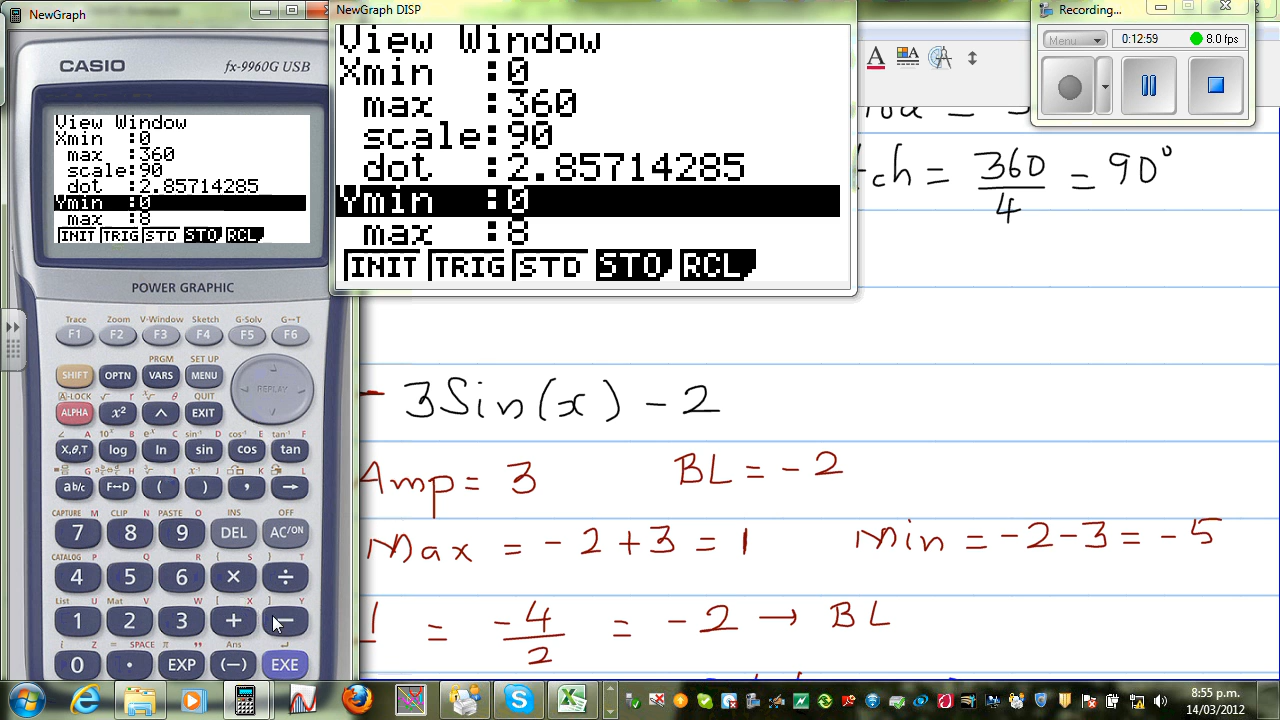 NewGraph
NewGraph DISP
Recording...
Menu
0:12:59
8.0 fps
View Window
Xmin :0
max :360
scale:90
dot :2.85714285
Ymin :0
max :8
INIT TRIG STD STO RCL
CASIO
fx-9960G USB
View Window
Xmin :0
max :360
scale:90
dot :2.85714285
Ymin :0
max :8
INIT TRIG STD STO RCL
POWER GRAPHIC
Trace Zoom V-Window Sketch G-Solv G↔T
F1 F2 F3 F4 F5 F6
PRGM SET UP
SHIFT OPTN VARS MENU
REPLAY
A-LOCK √ r ˣ√ θ QUIT
ALPHA x² ^ EXIT
∠ A 10ˣ B eˣ C sin⁻¹ D cos⁻¹ E tan⁻¹ F
X,θ,T log ln sin cos tan
G H I J K L
a b/c F↔D ( ) , →
CAPTURE M CLIP N PASTE O INS OFF
7 8 9 DEL AC/ON
CATALOG P Q R { S } T
4 5 6 × ÷
List U Mat V W [ X ] Y
1 2 3 + −
i Z = SPACE π " Ans
0 . EXP (−) EXE
= 360/4 = 90°
- 3Sin(x) - 2
Amp = 3 BL = -2
Max = -2+3 = 1 Min = -2-3 = -5
1 = -4/2 = -2 → BL
8:55 p.m.
14/03/2012